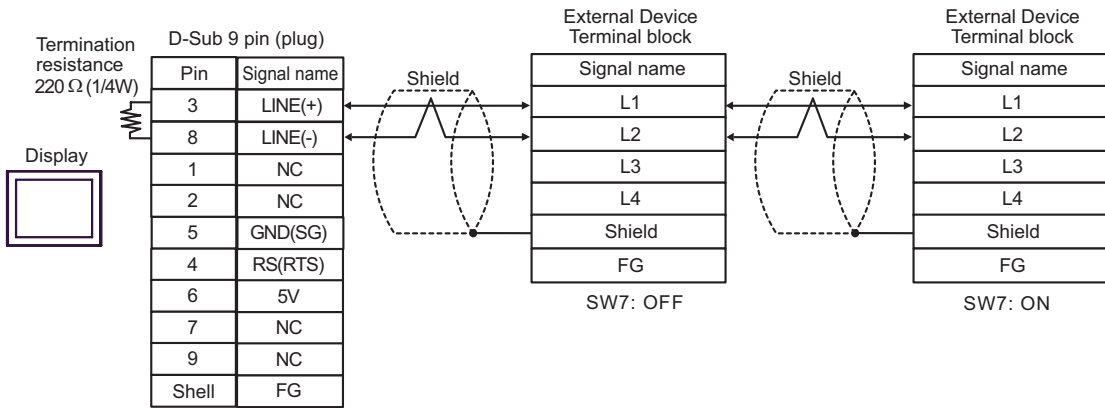 Termination
resistance
220 Ω (1/4W)
Display
D-Sub 9 pin (plug)
Pin Signal name
3 LINE(+)
8 LINE(-)
1 NC
2 NC
5 GND(SG)
4 RS(RTS)
6 5V
7 NC
9 NC
Shell FG
Shield
External Device
Terminal block
Signal name
L1
L2
L3
L4
Shield
FG
SW7: OFF
Shield
External Device
Terminal block
Signal name
L1
L2
L3
L4
Shield
FG
SW7: ON